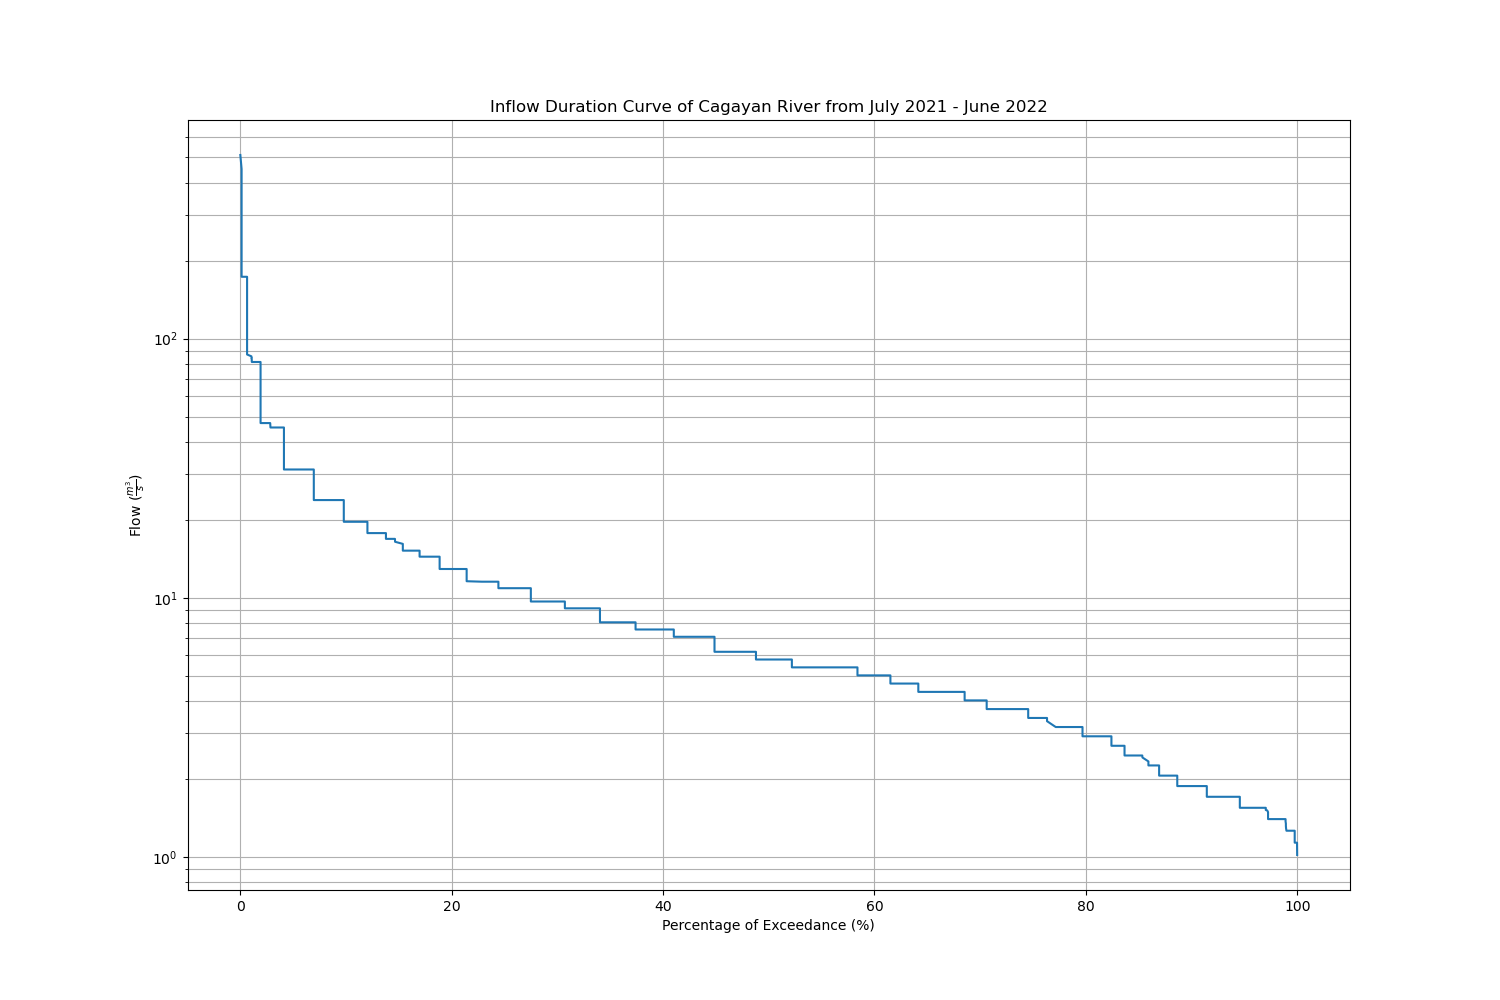 Inflow Duration Curve of Cagayan River from July 2021 - June 2022
10²
10¹
10⁰
Flow (m³/s)
0 20 40 60 80 100
Percentage of Exceedance (%)